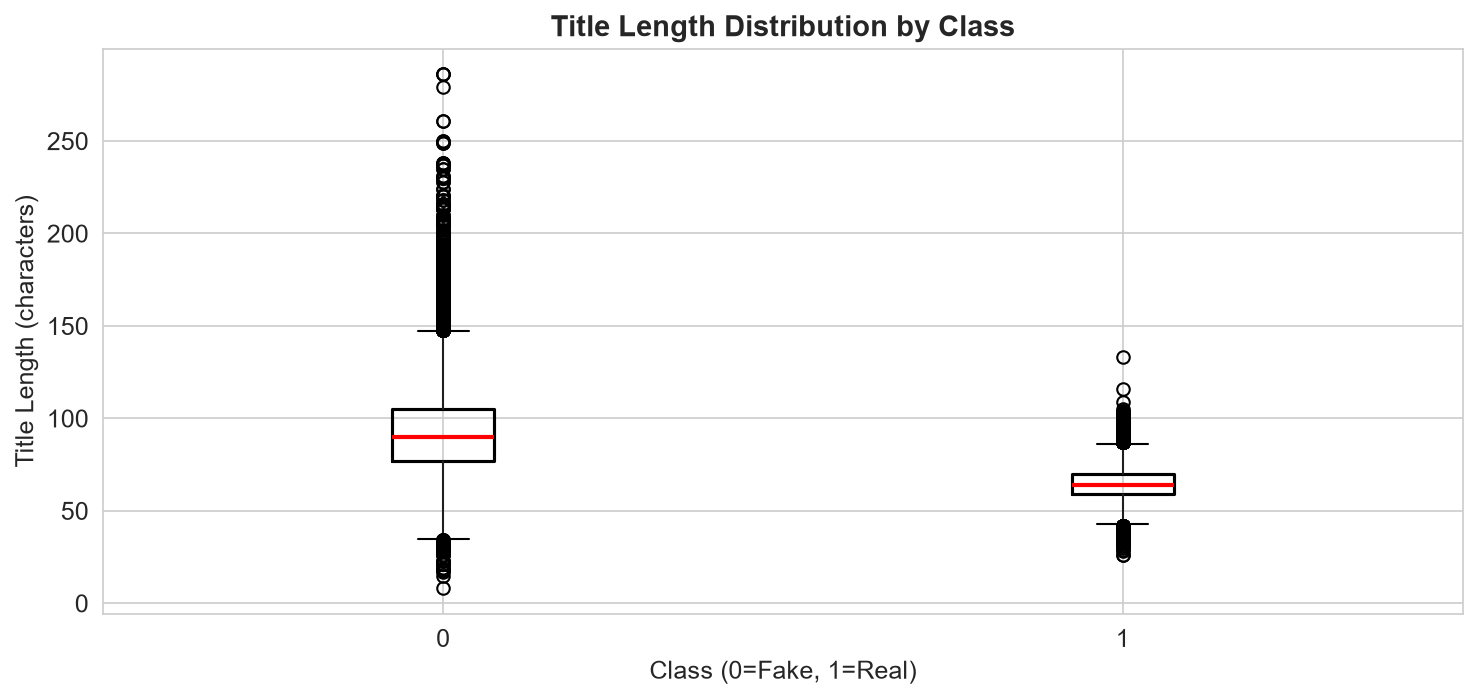 Title Length Distribution by Class
Title Length (characters)
250
200
150
100
50
0
0
1
Class (0=Fake, 1=Real)